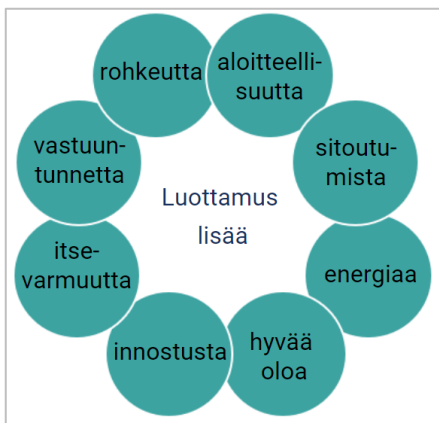 rohkeutta
aloitteelli-
suutta
sitoutu-
mista
energiaa
hyvää
oloa
innostusta
itse-
varmuutta
vastuun-
tunnetta
Luottamus
lisää